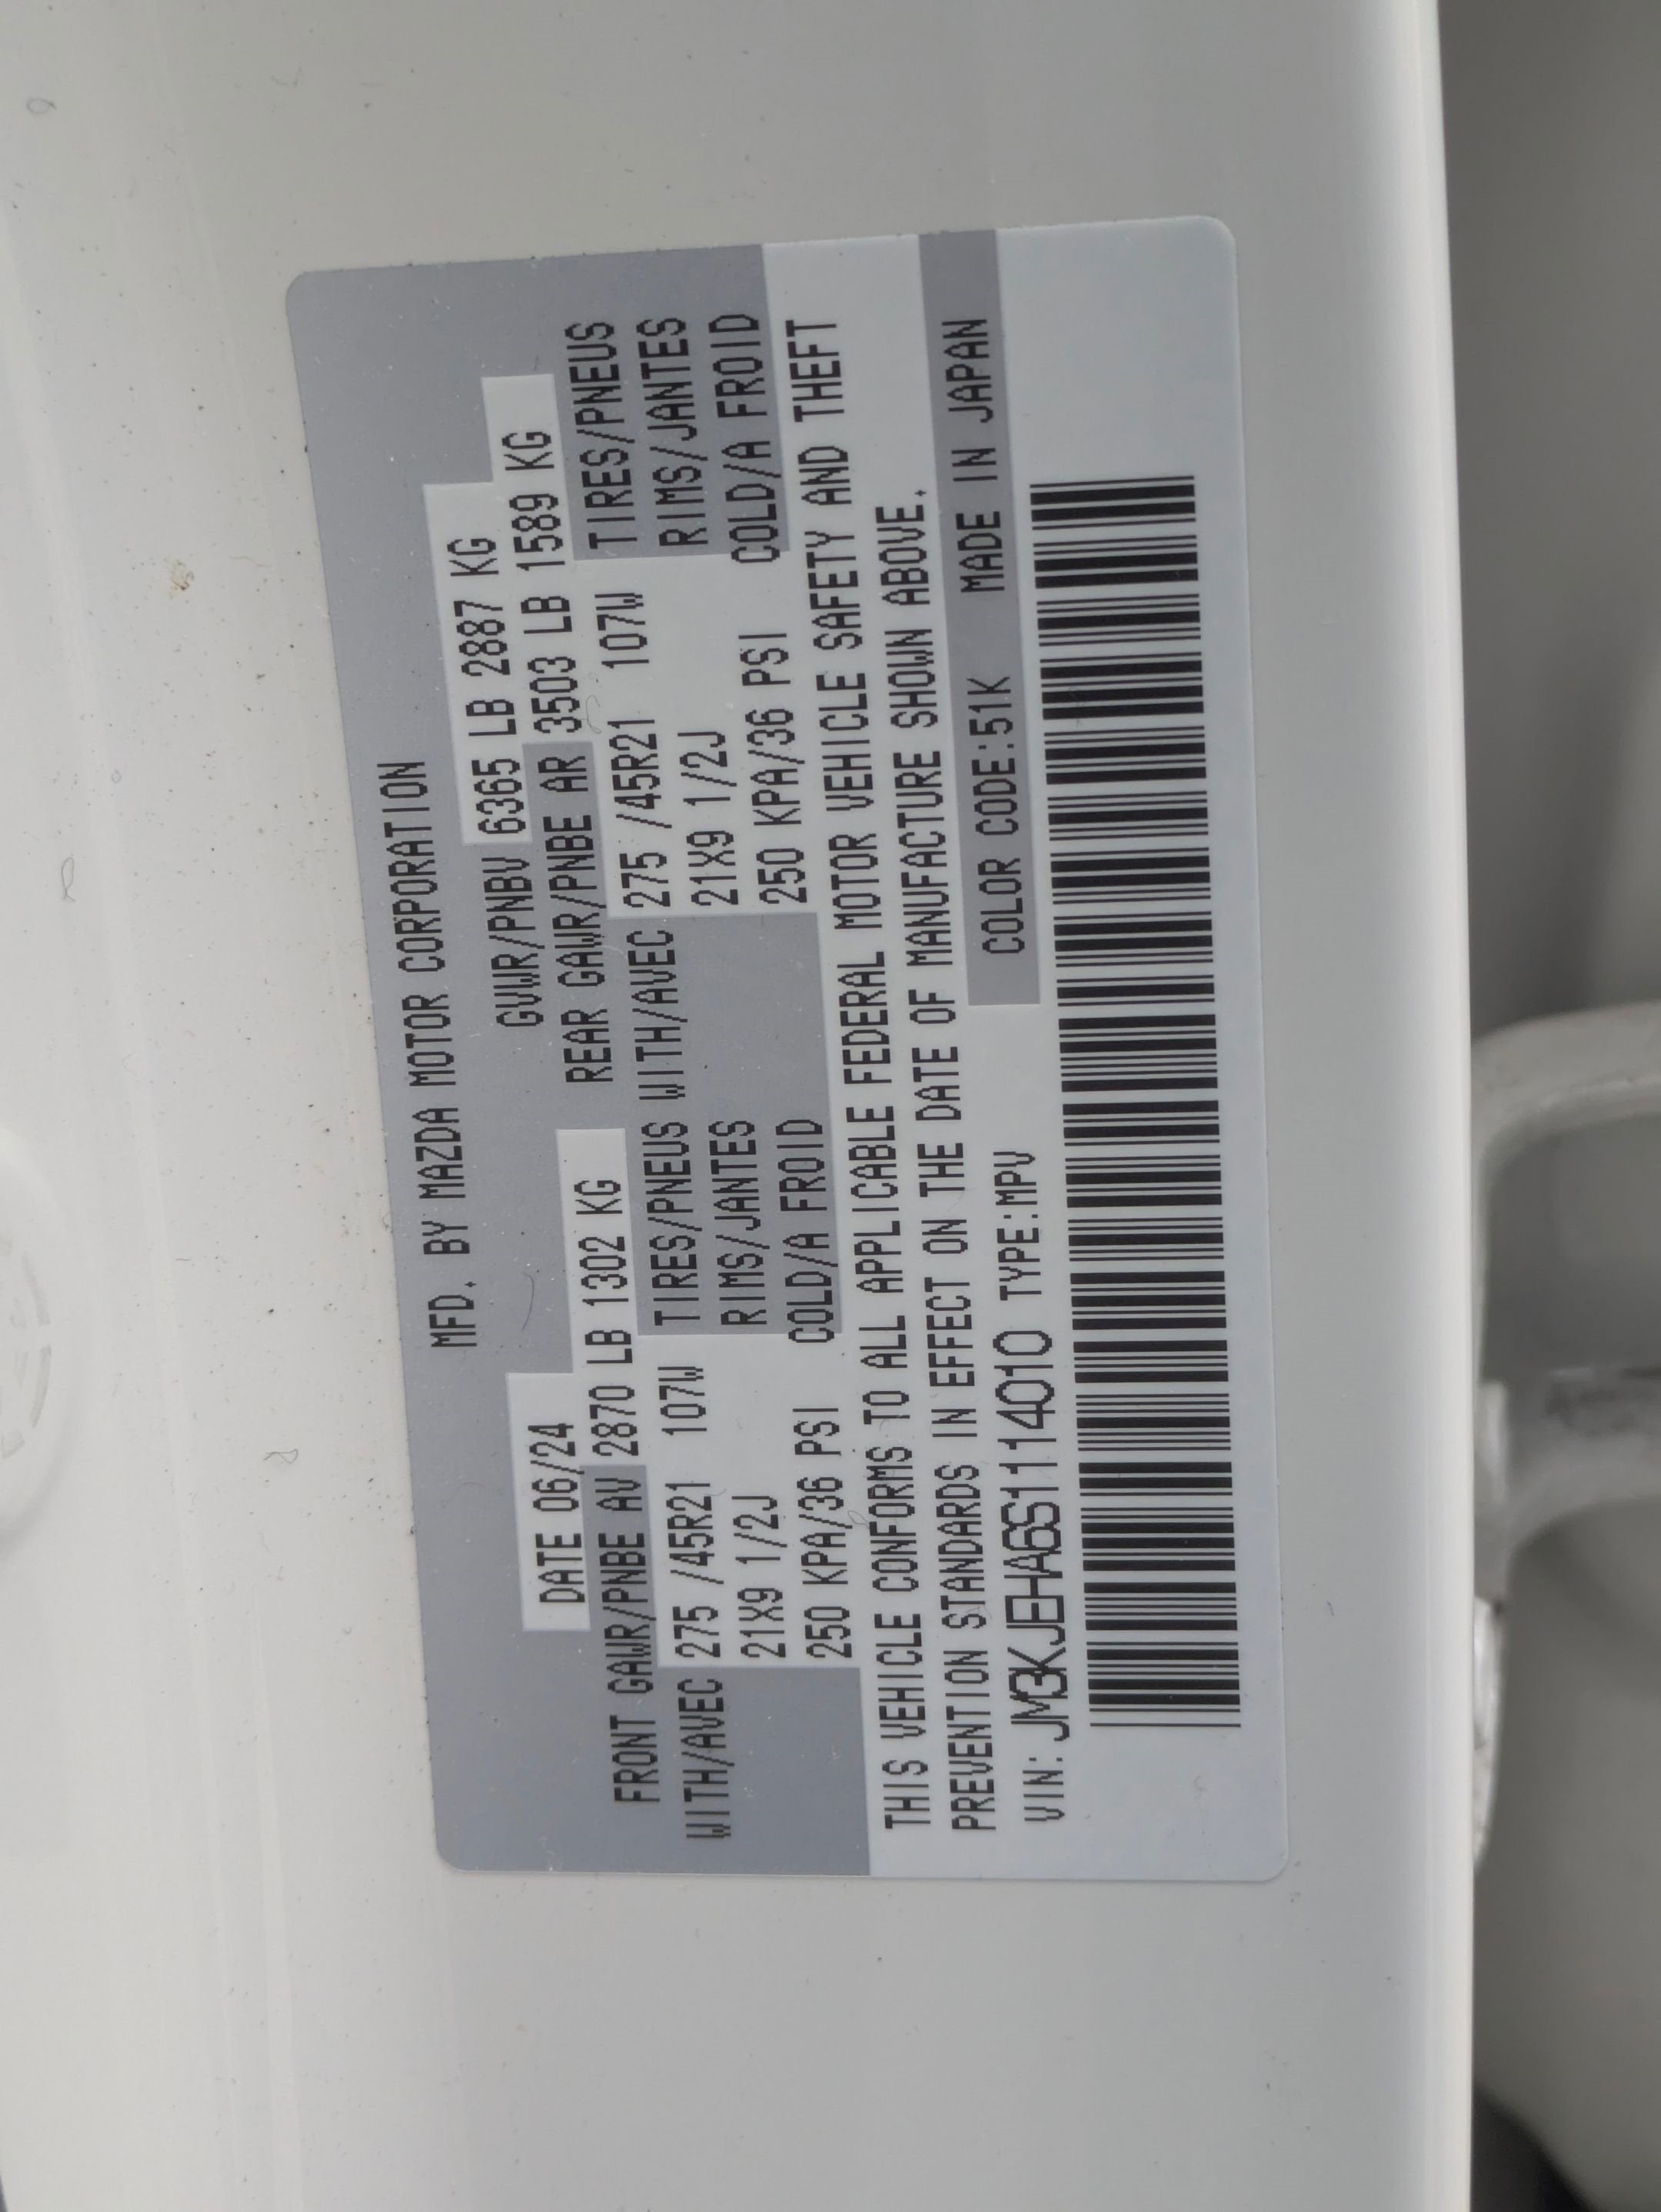 MFD. BY MAZDA MOTOR CORPORATION
DATE 06/24 GVWR/PNBV 6365 LB 2887 KG
FRONT GAWR/PNBE AV 2870 LB 1302 KG REAR GAWR/PNBE AR 3503 LB 1589 KG
WITH/AVEC 275 /45R21 107W TIRES/PNEUS WITH/AVEC 275 /45R21 107W TIRES/PNEUS
21X9 1/2J RIMS/JANTES 21X9 1/2J RIMS/JANTES
250 KPA/36 PSI COLD/A FROID 250 KPA/36 PSI COLD/A FROID
THIS VEHICLE CONFORMS TO ALL APPLICABLE FEDERAL MOTOR VEHICLE SAFETY AND THEFT
PREVENTION STANDARDS IN EFFECT ON THE DATE OF MANUFACTURE SHOWN ABOVE.
VIN: JM3KJEHA6S1114010 TYPE:MPV COLOR CODE:51K MADE IN JAPAN